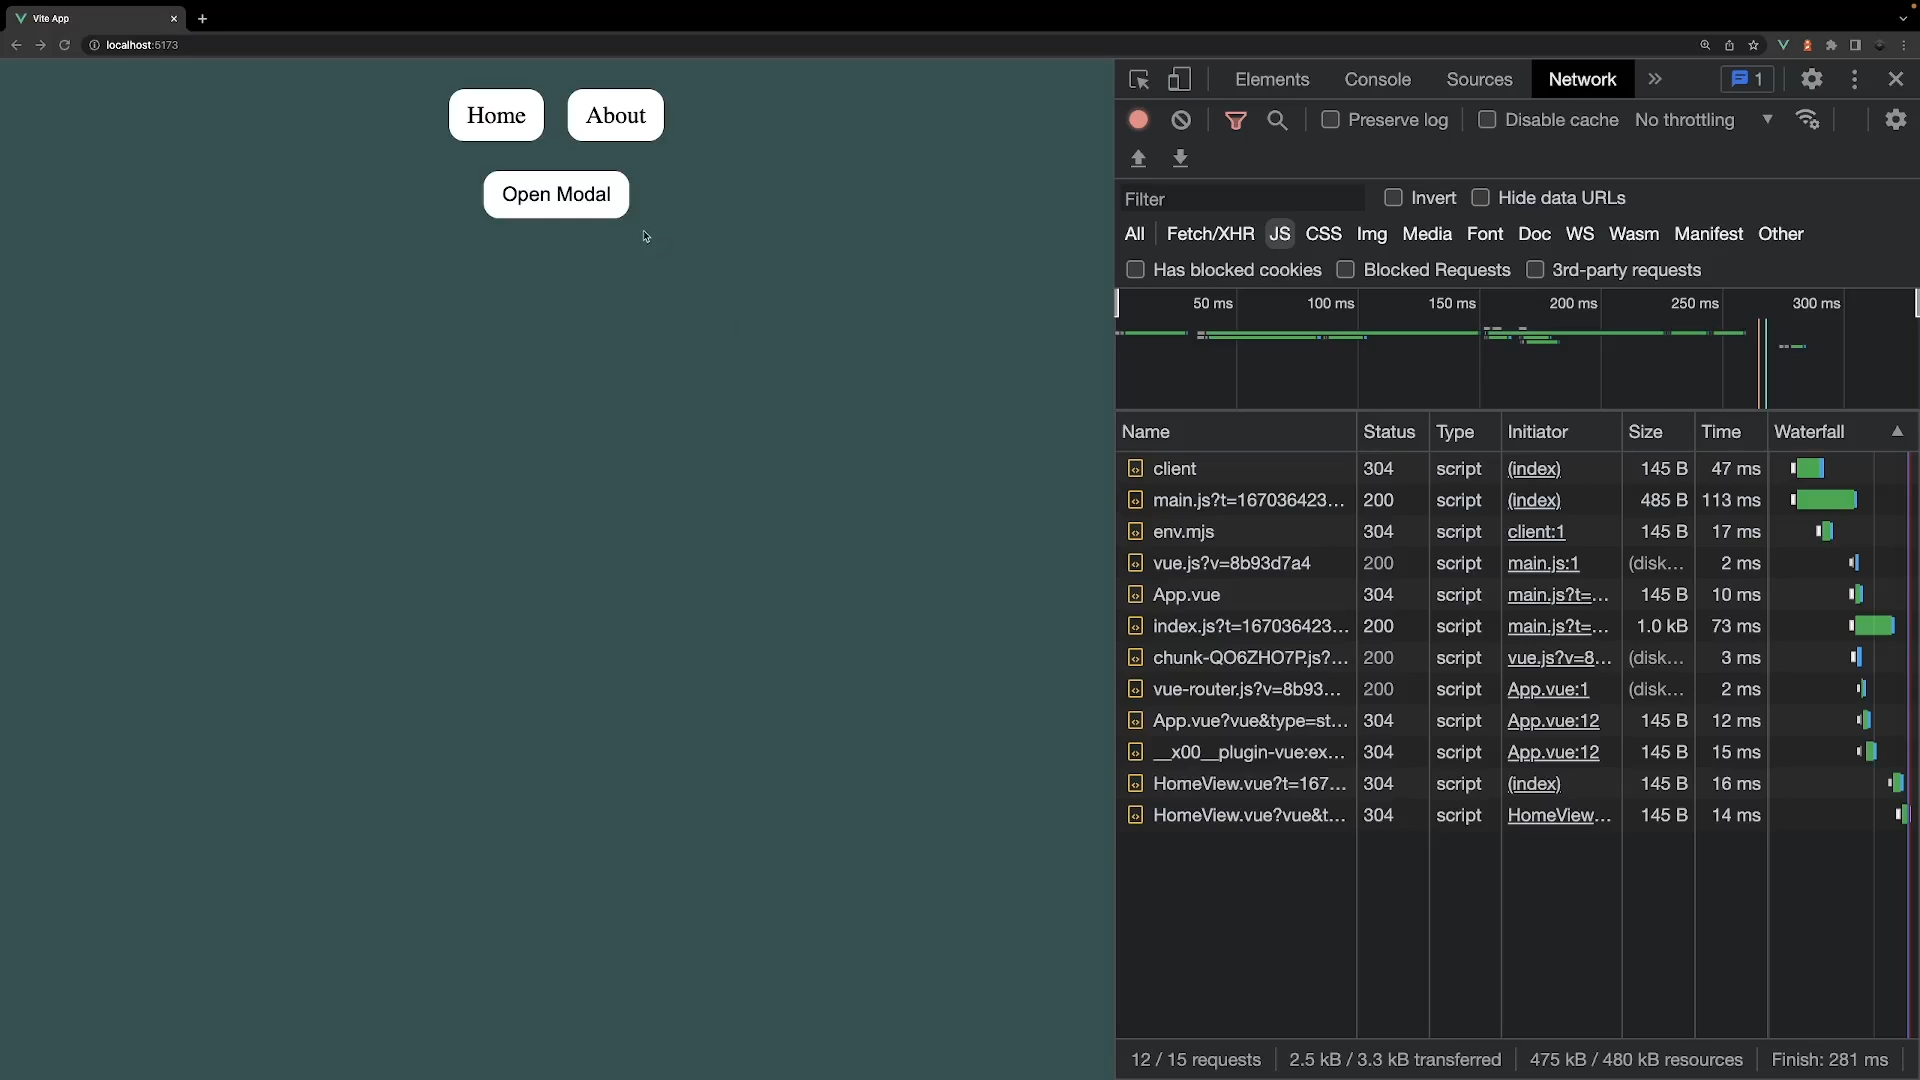 Vite App
localhost:5173
Home
About
Open Modal
Elements
Console
Sources
Network
1
Preserve log
Disable cache
No throttling
Filter
Invert
Hide data URLs
All
Fetch/XHR
JS
CSS
Img
Media
Font
Doc
WS
Wasm
Manifest
Other
Has blocked cookies
Blocked Requests
3rd-party requests
50 ms
100 ms
150 ms
200 ms
250 ms
300 ms
Name Status Type Initiator Size Time Waterfall
client 304 script (index) 145 B 47 ms
main.js?t=167036423... 200 script (index) 485 B 113 ms
env.mjs 304 script client:1 145 B 17 ms
vue.js?v=8b93d7a4 200 script main.js:1 (disk... 2 ms
App.vue 304 script main.js?t=... 145 B 10 ms
index.js?t=167036423... 200 script main.js?t=... 1.0 kB 73 ms
chunk-QO6ZHO7P.js?... 200 script vue.js?v=8... (disk... 3 ms
vue-router.js?v=8b93... 200 script App.vue:1 (disk... 2 ms
App.vue?vue&type=st... 304 script App.vue:12 145 B 12 ms
__x00__plugin-vue:ex... 304 script App.vue:12 145 B 15 ms
HomeView.vue?t=167... 304 script (index) 145 B 16 ms
HomeView.vue?vue&t... 304 script HomeView... 145 B 14 ms
12 / 15 requests
2.5 kB / 3.3 kB transferred
475 kB / 480 kB resources
Finish: 281 ms